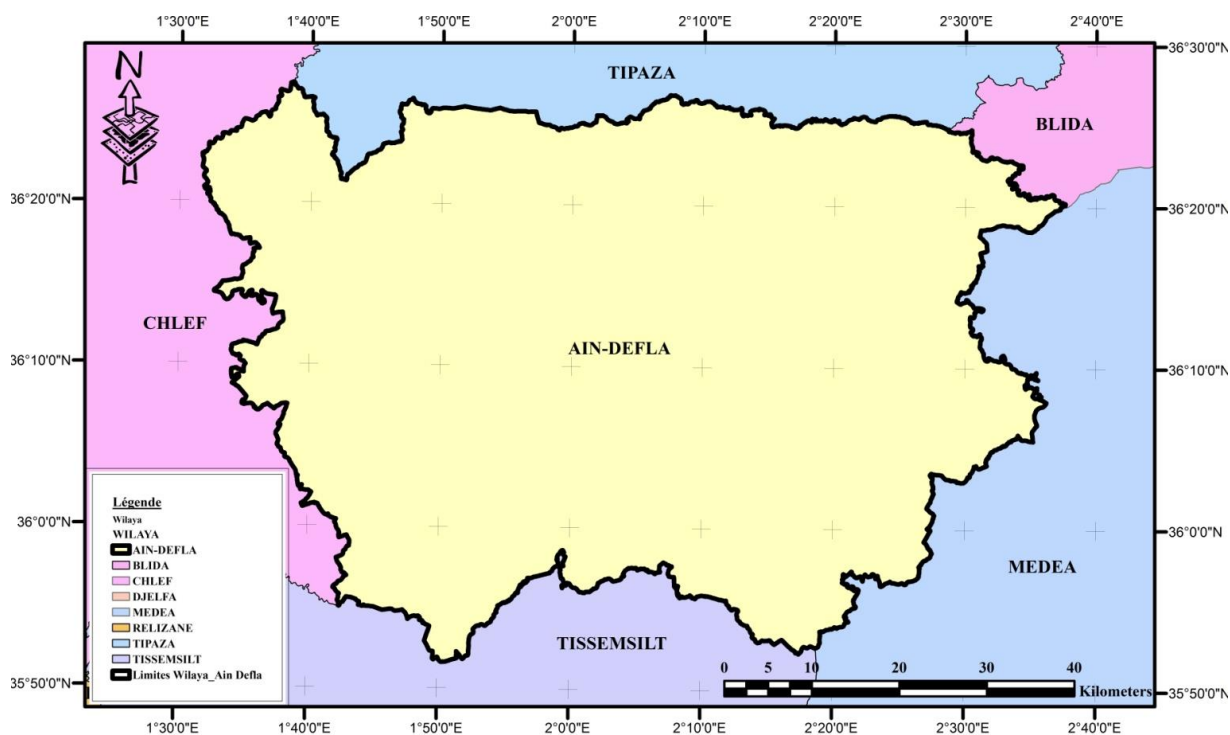 1°30'0"E 1°40'0"E 1°50'0"E 2°0'0"E 2°10'0"E 2°20'0"E 2°30'0"E 2°40'0"E
N
36°30'0"N
TIPAZA
BLIDA
36°20'0"N
36°20'0"N
CHLEF
AIN-DEFLA
36°10'0"N
36°10'0"N
Légende
Wilaya
WILAYA
AIN-DEFLA
BLIDA
CHLEF
DJELFA
MEDEA
RELIZANE
TIPAZA
TISSEMSILT
Limites Wilaya_Ain Defla
36°0'0"N
36°0'0"N
MEDEA
TISSEMSILT
0 5 10 20 30 40
Kilometers
35°50'0"N
35°50'0"N
1°30'0"E 1°40'0"E 1°50'0"E 2°0'0"E 2°10'0"E 2°20'0"E 2°30'0"E 2°40'0"E